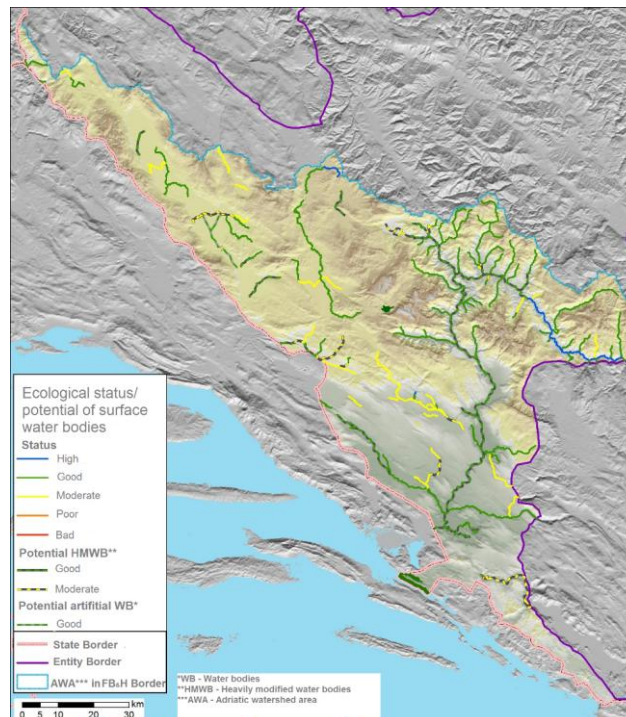 Ecological status/
potential of surface
water bodies
Status
High
Good
Moderate
Poor
Bad
Potential HMWB**
Good
Moderate
Potential artifitial WB*
Good
State Border
Entity Border
AWA*** in FB&H Border
km
0 5 10 20 30
*WB - Water bodies
**HMWB - Heavily modified water bodies
***AWA - Adriatic watershed area